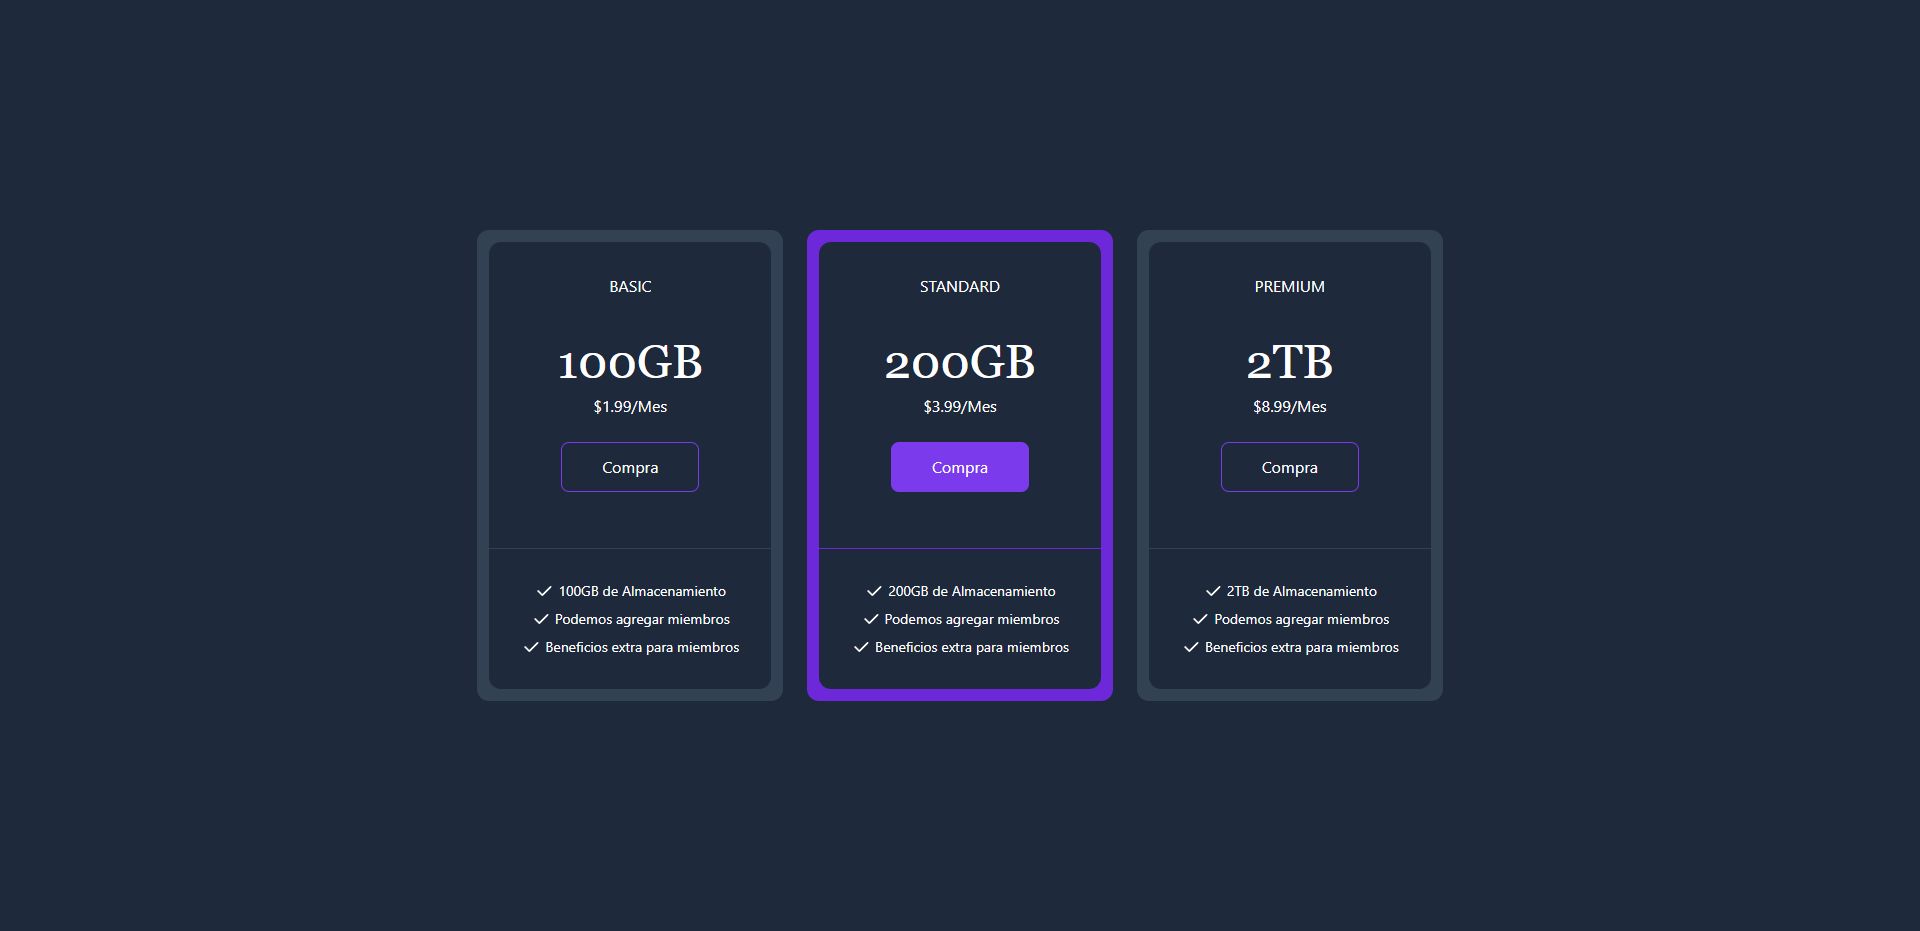 BASIC
100GB
$1.99/Mes
Compra
100GB de Almacenamiento
Podemos agregar miembros
Beneficios extra para miembros
STANDARD
200GB
$3.99/Mes
Compra
200GB de Almacenamiento
Podemos agregar miembros
Beneficios extra para miembros
PREMIUM
2TB
$8.99/Mes
Compra
2TB de Almacenamiento
Podemos agregar miembros
Beneficios extra para miembros